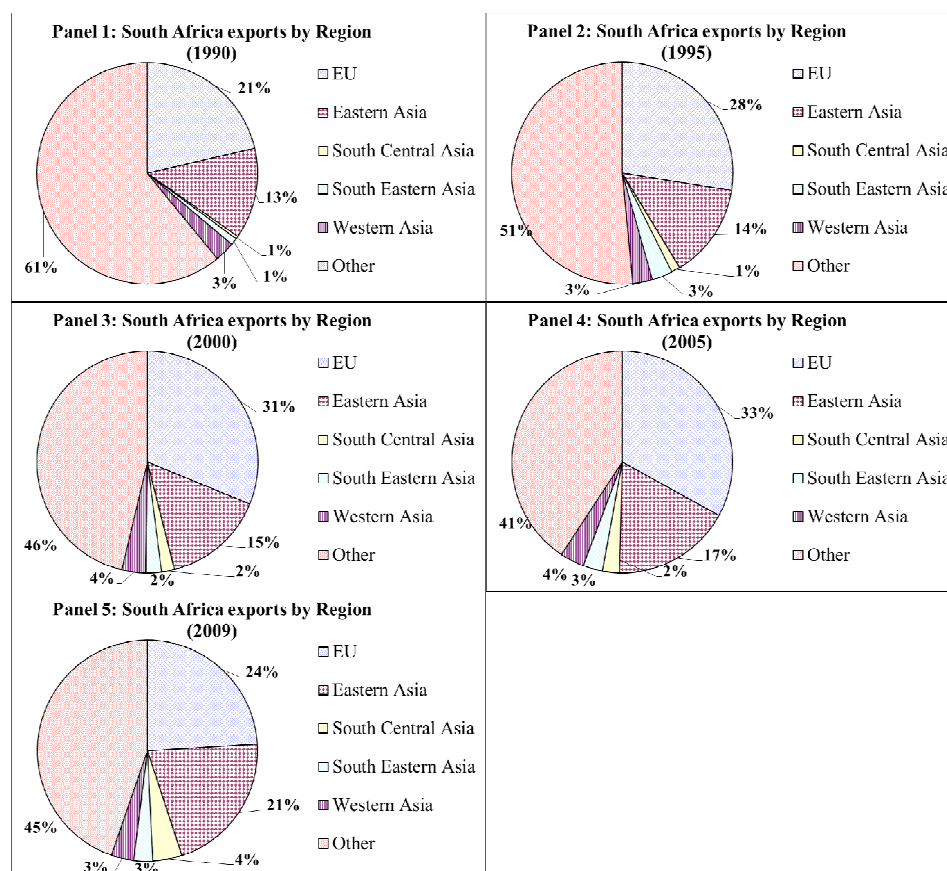 Panel 1: South Africa exports by Region
(1990)
21%
13%
1%
1%
3%
61%
EU
Eastern Asia
South Central Asia
South Eastern Asia
Western Asia
Other
Panel 2: South Africa exports by Region
(1995)
28%
14%
1%
3%
3%
51%
EU
Eastern Asia
South Central Asia
South Eastern Asia
Western Asia
Other
Panel 3: South Africa exports by Region
(2000)
31%
15%
2%
2%
4%
46%
EU
Eastern Asia
South Central Asia
South Eastern Asia
Western Asia
Other
Panel 4: South Africa exports by Region
(2005)
33%
17%
2%
3%
4%
41%
EU
Eastern Asia
South Central Asia
South Eastern Asia
Western Asia
Other
Panel 5: South Africa exports by Region
(2009)
24%
21%
4%
3%
3%
45%
EU
Eastern Asia
South Central Asia
South Eastern Asia
Western Asia
Other